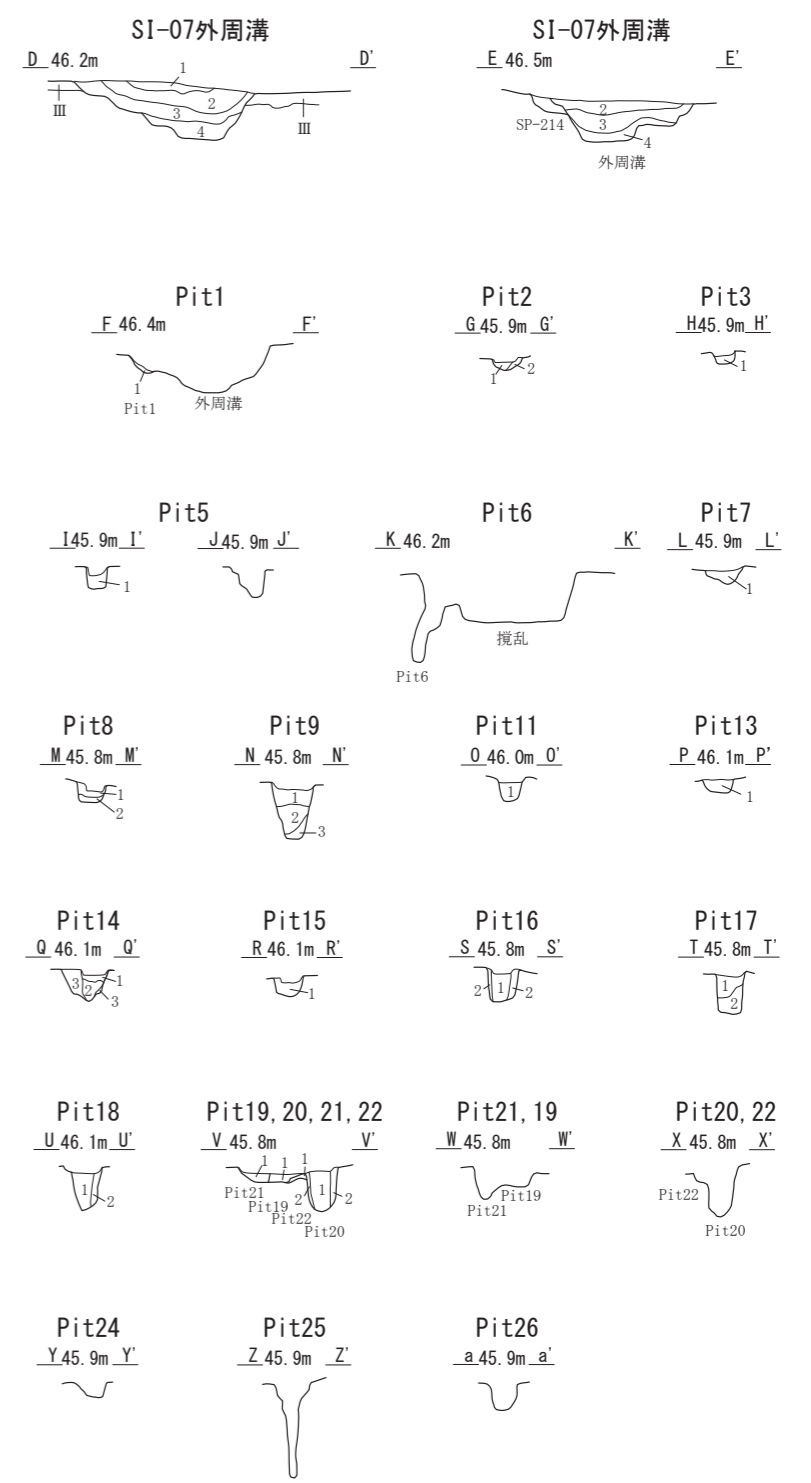 SI-07外周溝
D 46.2m D'
1
2
3
4
Ⅲ
Ⅲ
SI-07外周溝
E 46.5m E'
2
3
4
SP-214
外周溝
Pit1
F 46.4m F'
1
Pit1
外周溝
Pit2
G 45.9m G'
1
2
Pit3
H 45.9m H'
1
Pit5
I 45.9m I'
1
J 45.9m J'
Pit6
K 46.2m K'
撹乱
Pit6
Pit7
L 45.9m L'
1
Pit8
M 45.8m M'
1
2
Pit9
N 45.8m N'
1
2
3
Pit11
O 46.0m O'
1
Pit13
P 46.1m P'
1
Pit14
Q 46.1m Q'
3
2
1
3
Pit15
R 46.1m R'
1
Pit16
S 45.8m S'
2
1
2
Pit17
T 45.8m T'
1
2
Pit18
U 46.1m U'
1
2
Pit19, 20, 21, 22
V 45.8m V'
1
1
1
2
1
2
Pit21
Pit19
Pit22
Pit20
Pit21, 19
W 45.8m W'
Pit19
Pit21
Pit20, 22
X 45.8m X'
Pit22
Pit20
Pit24
Y 45.9m Y'
Pit25
Z 45.9m Z'
Pit26
a 45.9m a'